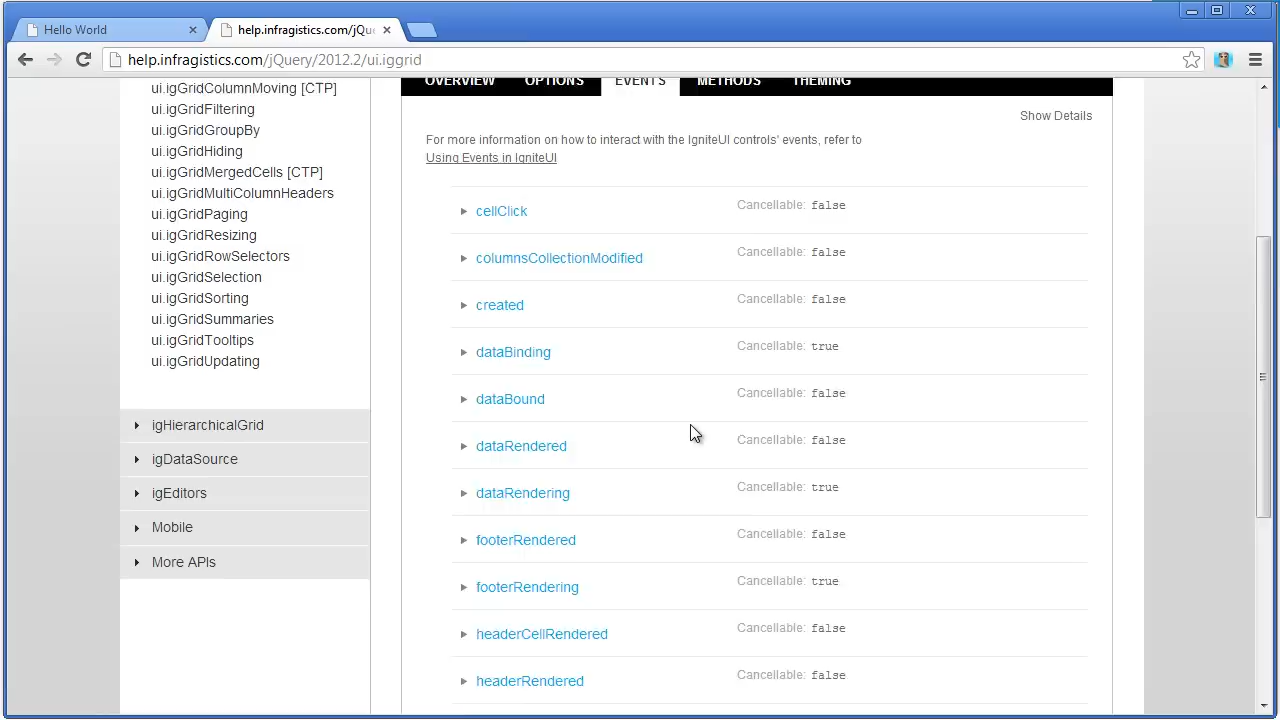 Hello World
help.infragistics.com/jQue
help.infragistics.com/jQuery/2012.2/ui.iggrid
ui.igGridColumnMoving [CTP]
ui.igGridFiltering
ui.igGridGroupBy
ui.igGridHiding
ui.igGridMergedCells [CTP]
ui.igGridMultiColumnHeaders
ui.igGridPaging
ui.igGridResizing
ui.igGridRowSelectors
ui.igGridSelection
ui.igGridSorting
ui.igGridSummaries
ui.igGridTooltips
ui.igGridUpdating
igHierarchicalGrid
igDataSource
igEditors
Mobile
More APIs
OVERVIEW OPTIONS EVENTS METHODS THEMING
Show Details
For more information on how to interact with the IgniteUI controls' events, refer to
Using Events in IgniteUI
cellClick Cancellable: false
columnsCollectionModified Cancellable: false
created Cancellable: false
dataBinding Cancellable: true
dataBound Cancellable: false
dataRendered Cancellable: false
dataRendering Cancellable: true
footerRendered Cancellable: false
footerRendering Cancellable: true
headerCellRendered Cancellable: false
headerRendered Cancellable: false